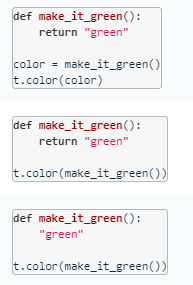 def make_it_green():
    return "green"

color = make_it_green()
t.color(color)

def make_it_green():
    return "green"

t.color(make_it_green())

def make_it_green():
    "green"

t.color(make_it_green())